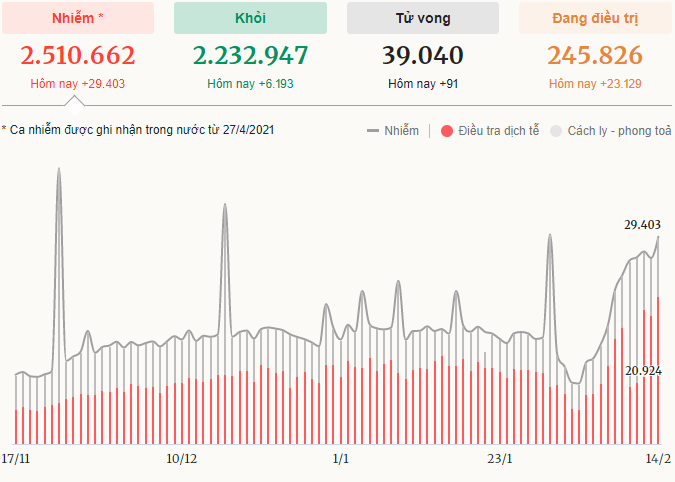 Nhiễm * Khỏi Tử vong Đang điều trị
2.510.662 2.232.947 39.040 245.826
Hôm nay +29.403 Hôm nay +6.193 Hôm nay +91 Hôm nay +23.129
* Ca nhiễm được ghi nhận trong nước từ 27/4/2021
Nhiễm Điều tra dịch tễ Cách ly - phong toả
29.403
20.924
17/11 10/12 1/1 23/1 14/2